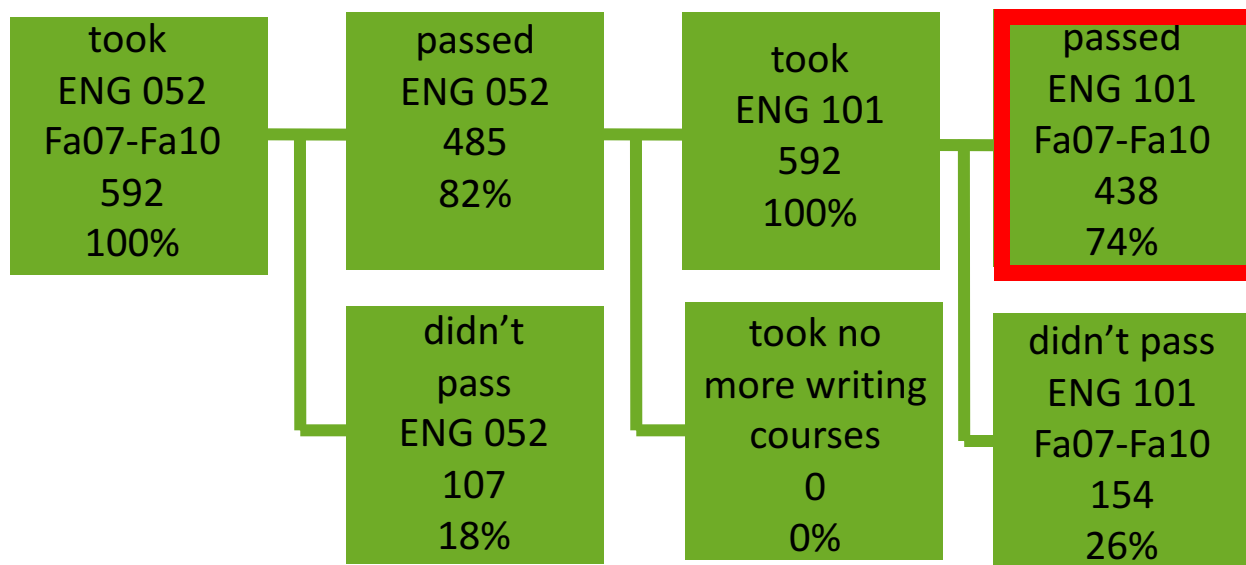 took
ENG 052
Fa07-Fa10
592
100%
passed
ENG 052
485
82%
took
ENG 101
592
100%
passed
ENG 101
Fa07-Fa10
438
74%
didn’t
pass
ENG 052
107
18%
took no
more writing
courses
0
0%
didn’t pass
ENG 101
Fa07-Fa10
154
26%